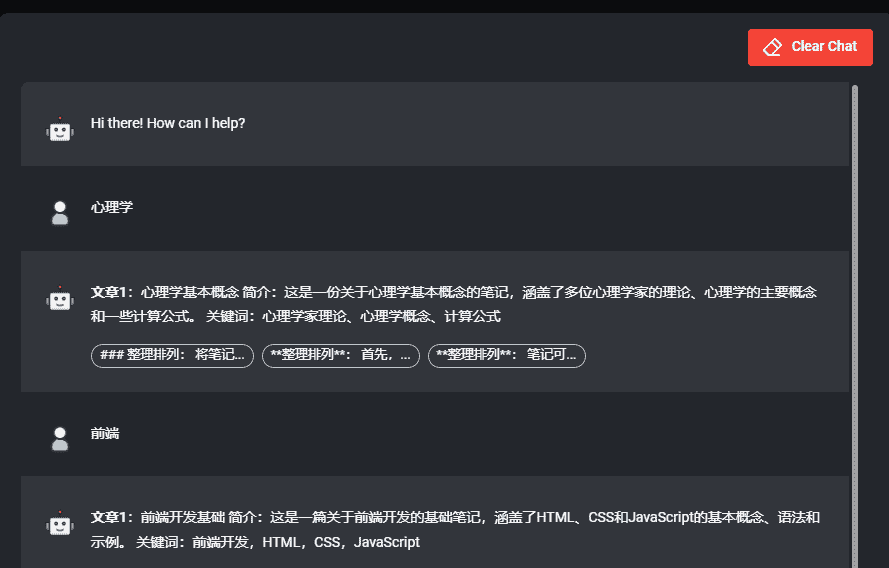 Clear Chat
Hi there! How can I help?
心理学
文章1：心理学基本概念 简介：这是一份关于心理学基本概念的笔记，涵盖了多位心理学家的理论、心理学的主要概念
和一些计算公式。 关键词：心理学家理论、心理学概念、计算公式
### 整理排列： 将笔记... **整理排列**： 首先，... **整理排列**： 笔记可...
前端
文章1：前端开发基础 简介：这是一篇关于前端开发的基础笔记，涵盖了HTML、CSS和JavaScript的基本概念、语法和
示例。 关键词：前端开发，HTML，CSS，JavaScript